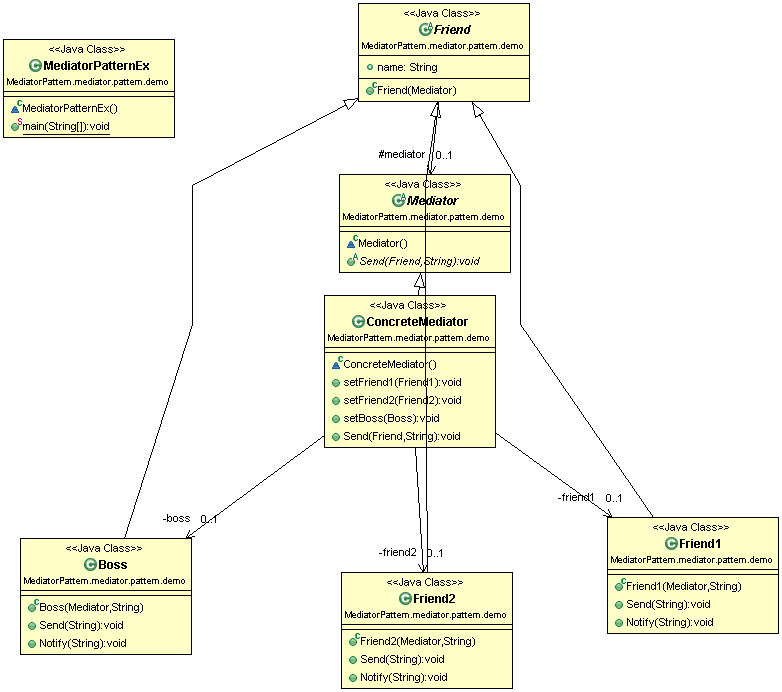 <<Java Class>>
Friend
MediatorPattern.mediator.pattern.demo
name: String
Friend(Mediator)
<<Java Class>>
MediatorPatternEx
MediatorPattern.mediator.pattern.demo
MediatorPatternEx()
main(String[]):void
#mediator 0..1
<<Java Class>>
Mediator
MediatorPattern.mediator.pattern.demo
Mediator()
Send(Friend,String):void
<<Java Class>>
ConcreteMediator
MediatorPattern.mediator.pattern.demo
ConcreteMediator()
setFriend1(Friend1):void
setFriend2(Friend2):void
setBoss(Boss):void
Send(Friend,String):void
-boss 0..1
-friend2 0..1
-friend1 0..1
<<Java Class>>
Boss
MediatorPattern.mediator.pattern.demo
Boss(Mediator,String)
Send(String):void
Notify(String):void
<<Java Class>>
Friend2
MediatorPattern.mediator.pattern.demo
Friend2(Mediator,String)
Send(String):void
Notify(String):void
<<Java Class>>
Friend1
MediatorPattern.mediator.pattern.demo
Friend1(Mediator,String)
Send(String):void
Notify(String):void